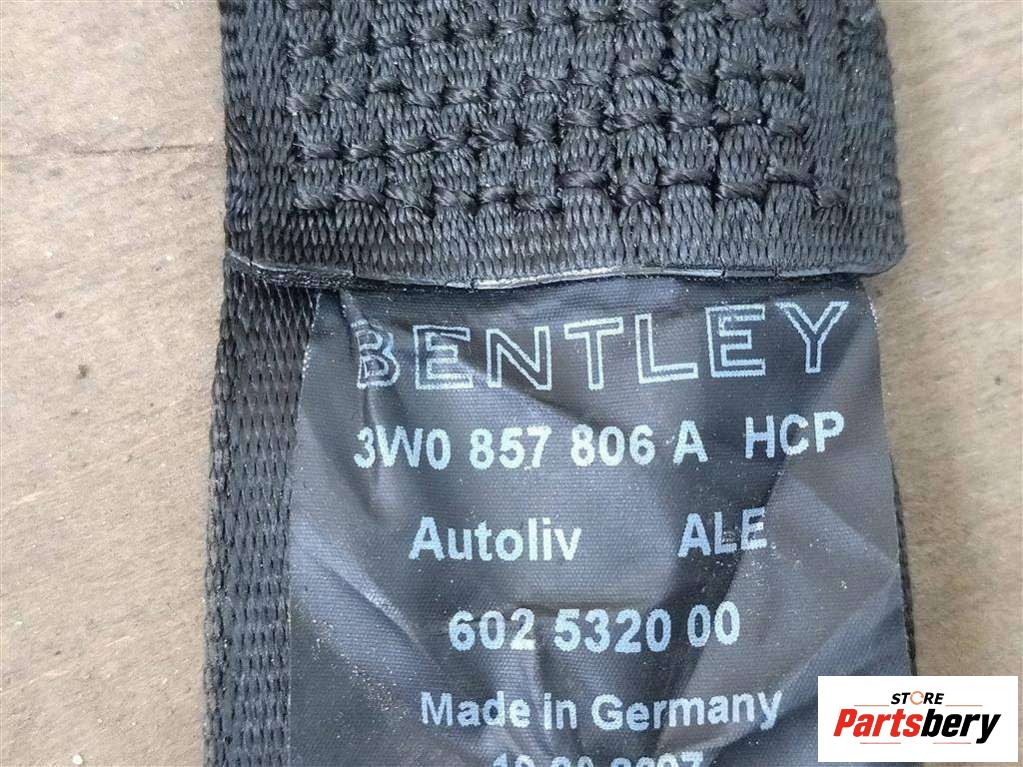 BENTLEY
3W0 857 806 A HCP
Autoliv ALE
602 5320 00
Made in Germany
STORE
Partsbery